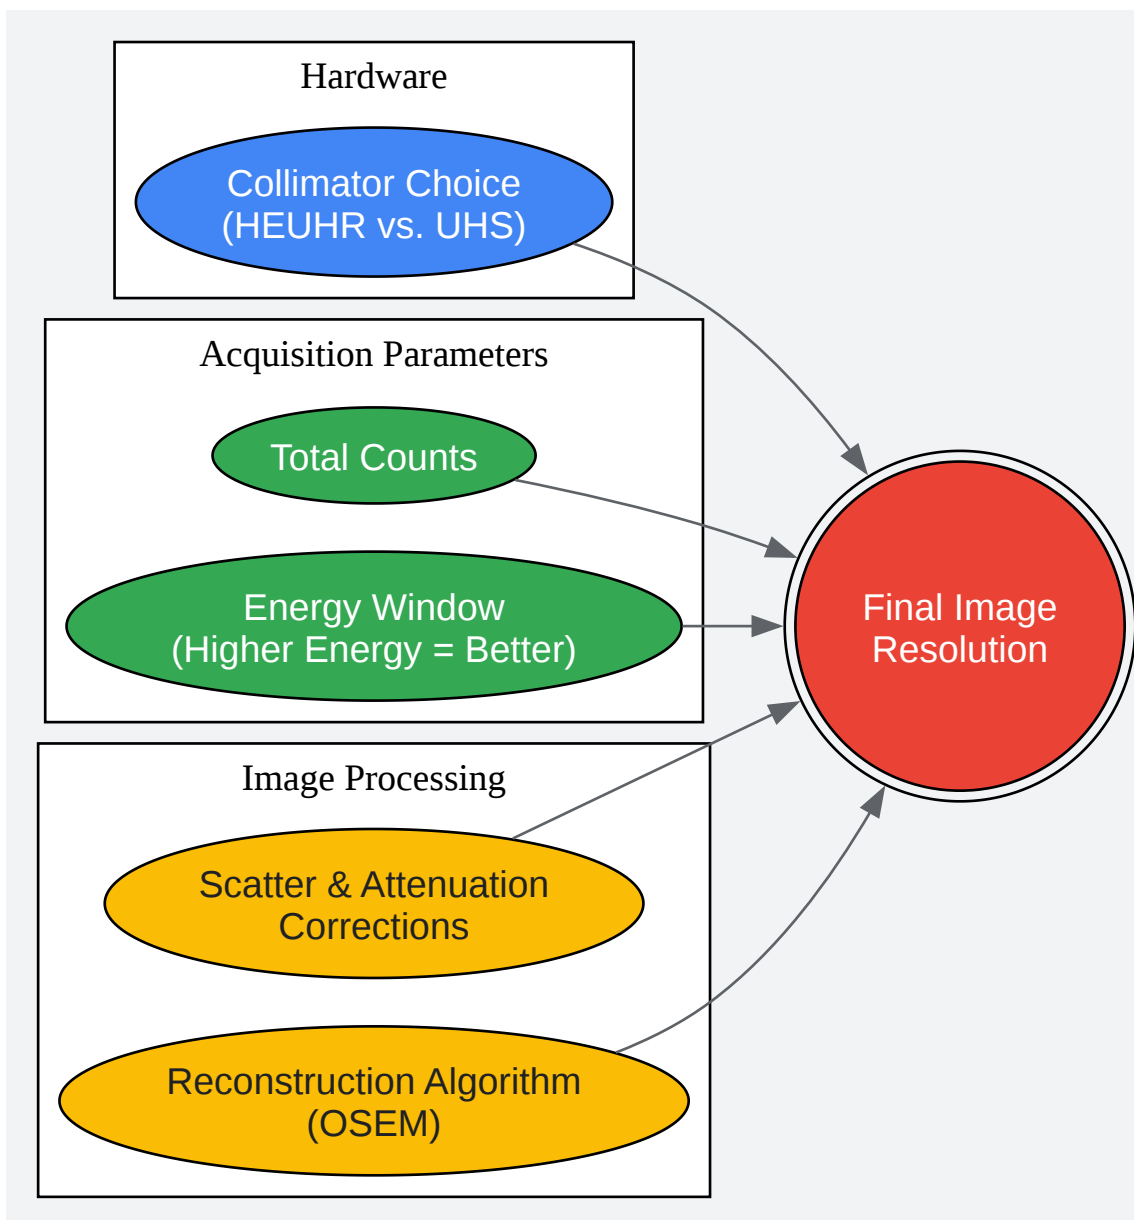 Hardware
Collimator Choice
(HEUHR vs. UHS)
Acquisition Parameters
Total Counts
Energy Window
(Higher Energy = Better)
Final Image
Resolution
Image Processing
Scatter & Attenuation
Corrections
Reconstruction Algorithm
(OSEM)